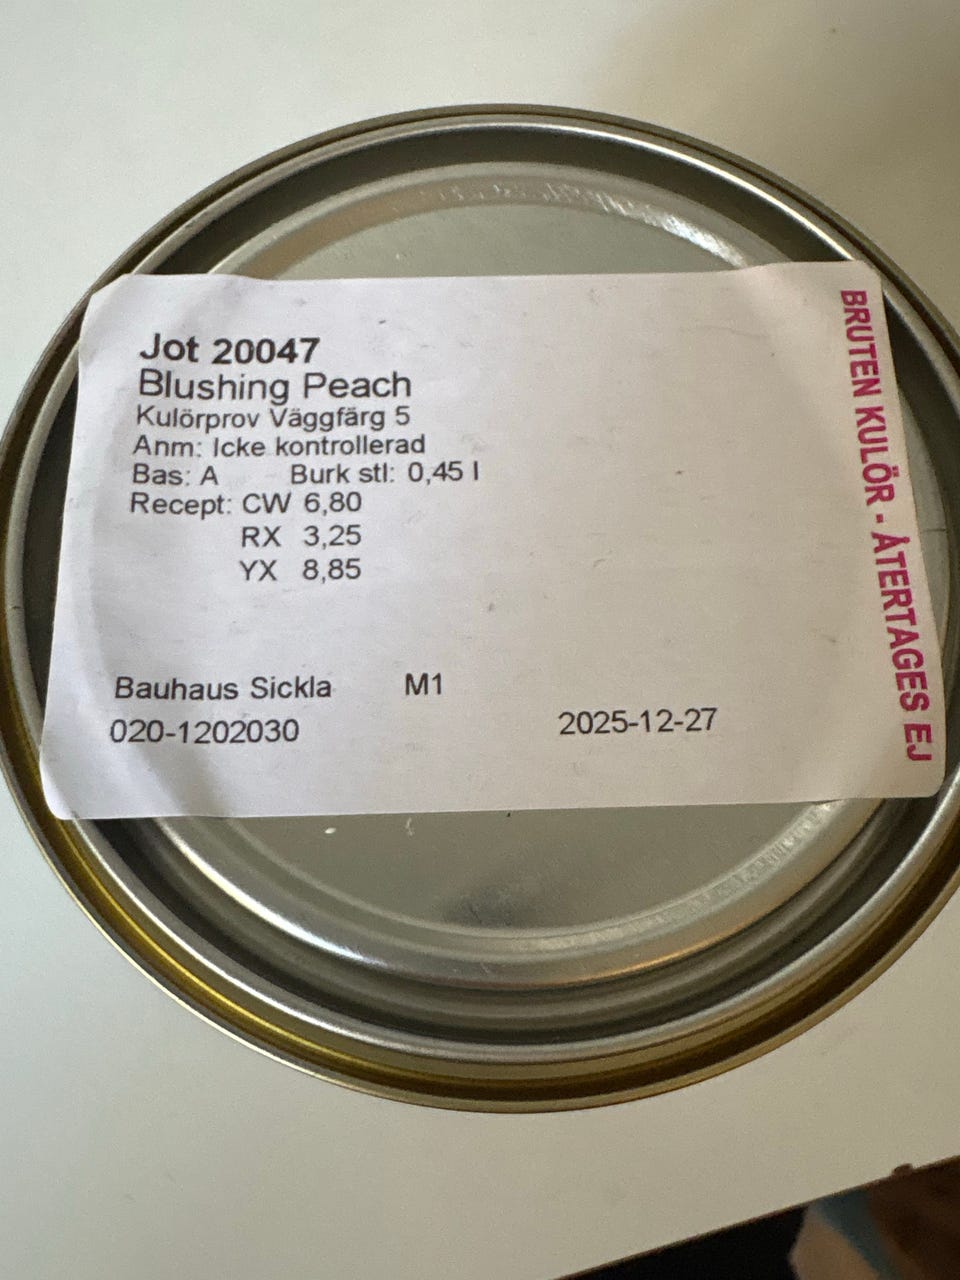 Jot 20047
Blushing Peach
Kulörprov Väggfärg 5
Anm: Icke kontrollerad
Bas: A Burk stl: 0,45 l
Recept: CW 6,80
RX 3,25
YX 8,85
Bauhaus Sickla M1
020-1202030 2025-12-27
BRUTEN KULÖR - ÅTERTAGES EJ